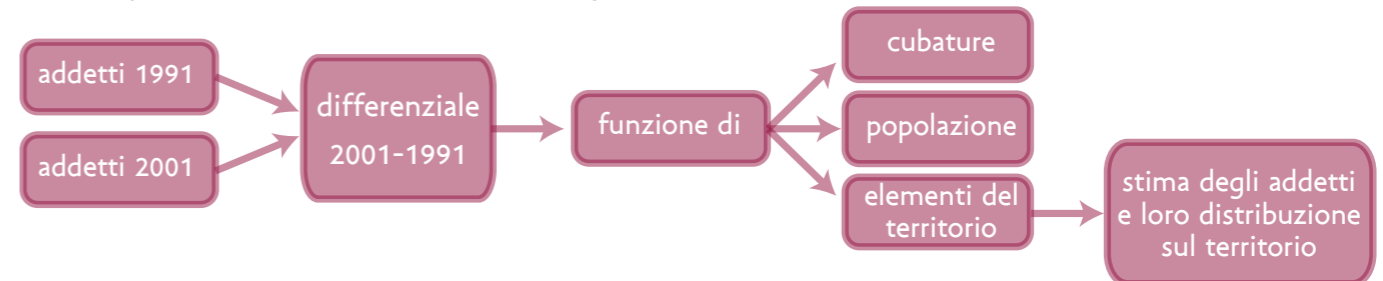 addetti 1991
addetti 2001
differenziale
2001-1991
funzione di
cubature
popolazione
elementi del
territorio
stima degli addetti
e loro distribuzione
sul territorio